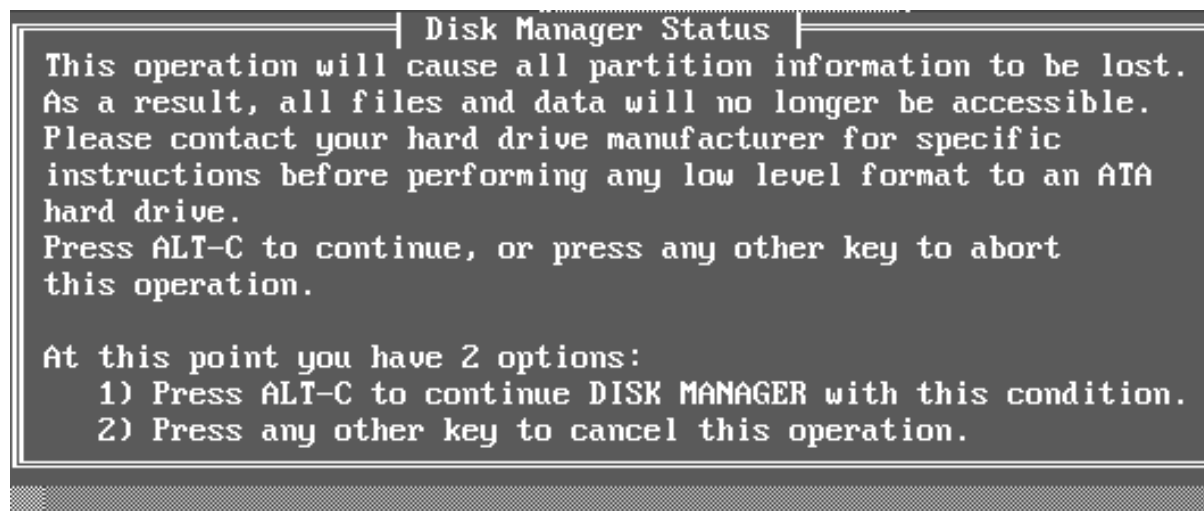 Disk Manager Status
This operation will cause all partition information to be lost.
As a result, all files and data will no longer be accessible.
Please contact your hard drive manufacturer for specific
instructions before performing any low level format to an ATA
hard drive.
Press ALT-C to continue, or press any other key to abort
this operation.
At this point you have 2 options:
1) Press ALT-C to continue DISK MANAGER with this condition.
2) Press any other key to cancel this operation.